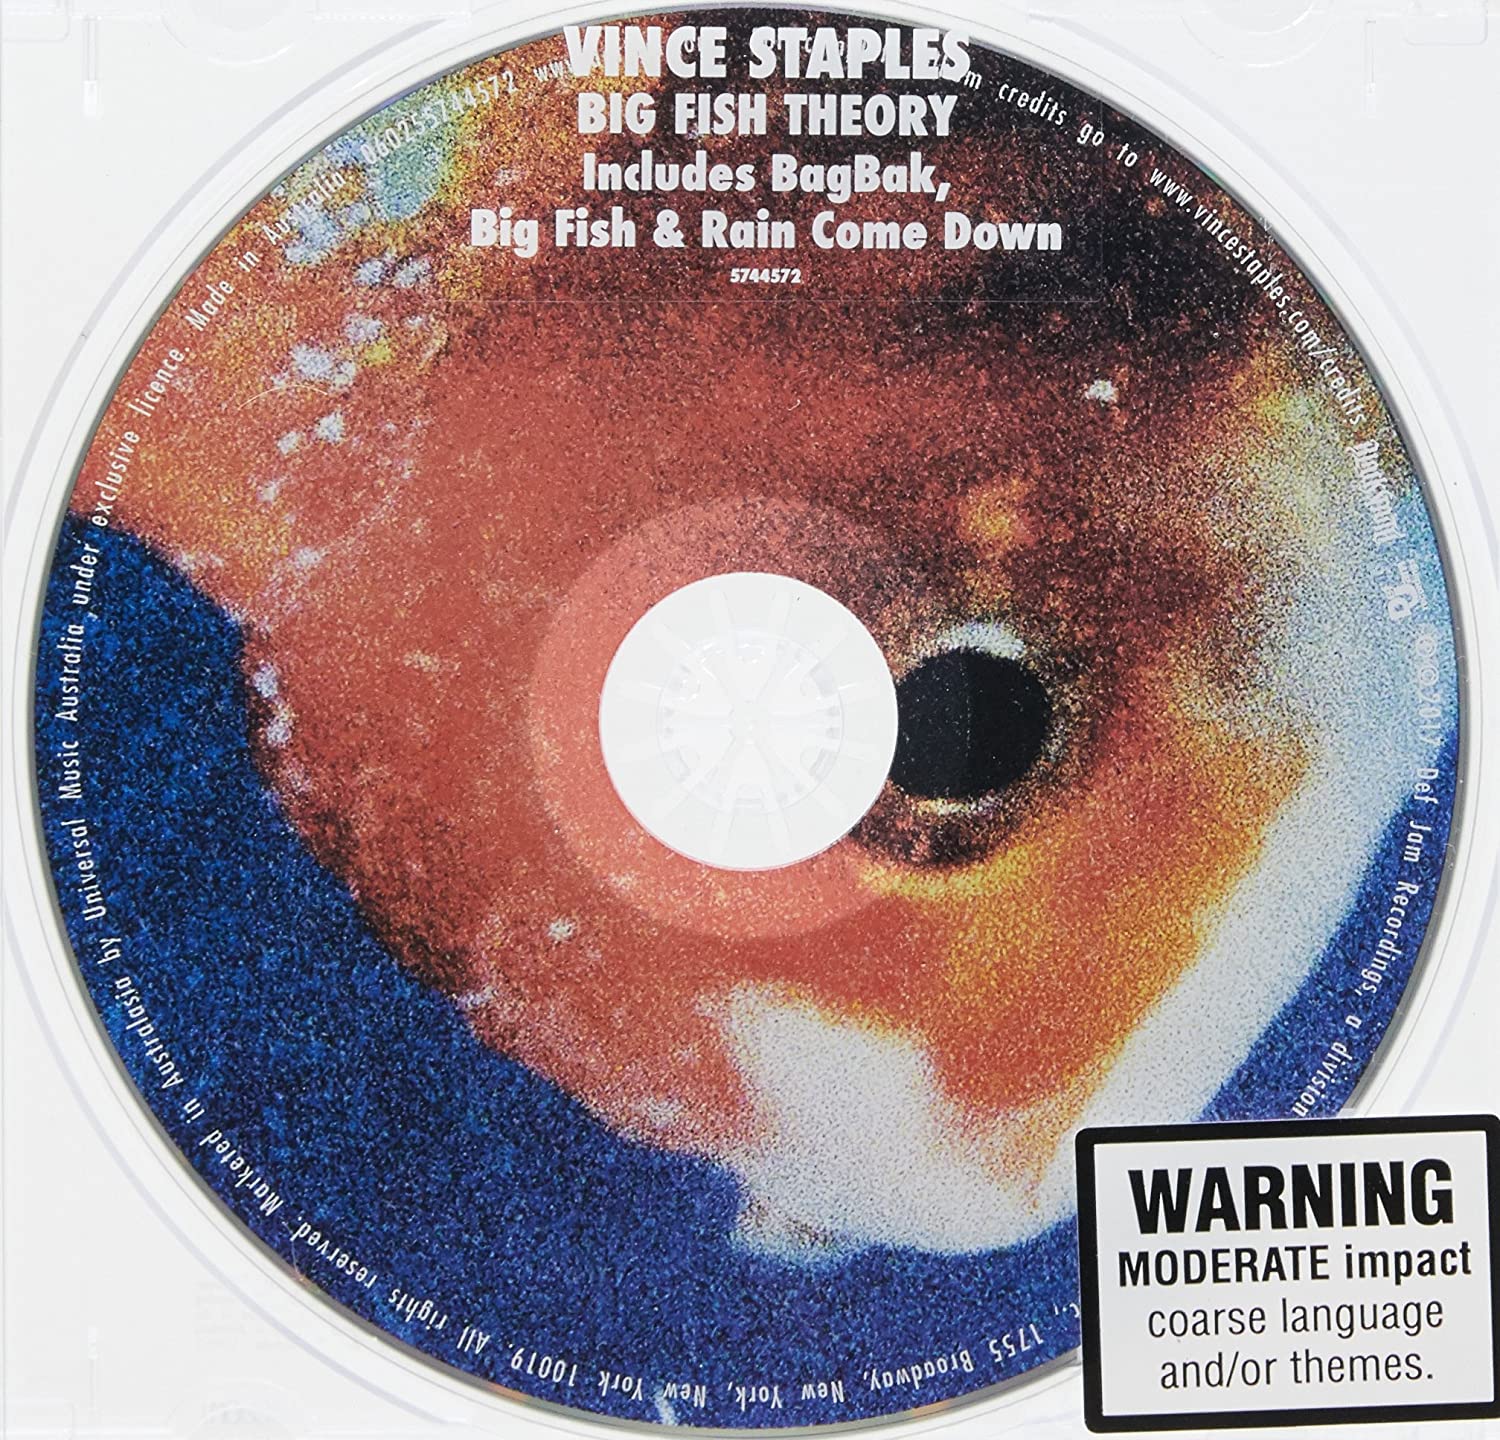 VINCE STAPLES
BIG FISH THEORY
Includes BagBak,
Big Fish & Rain Come Down
5744572
credits go to www.vincestaples.com/credits
2017 Def Jam Recordings, a division
1755 Broadway, New York, New York 10019. All rights reserved. Marketed in Australasia by Universal Music Australia under exclusive licence. Made in Australia 060255744572
WARNING
MODERATE impact
coarse language
and/or themes.